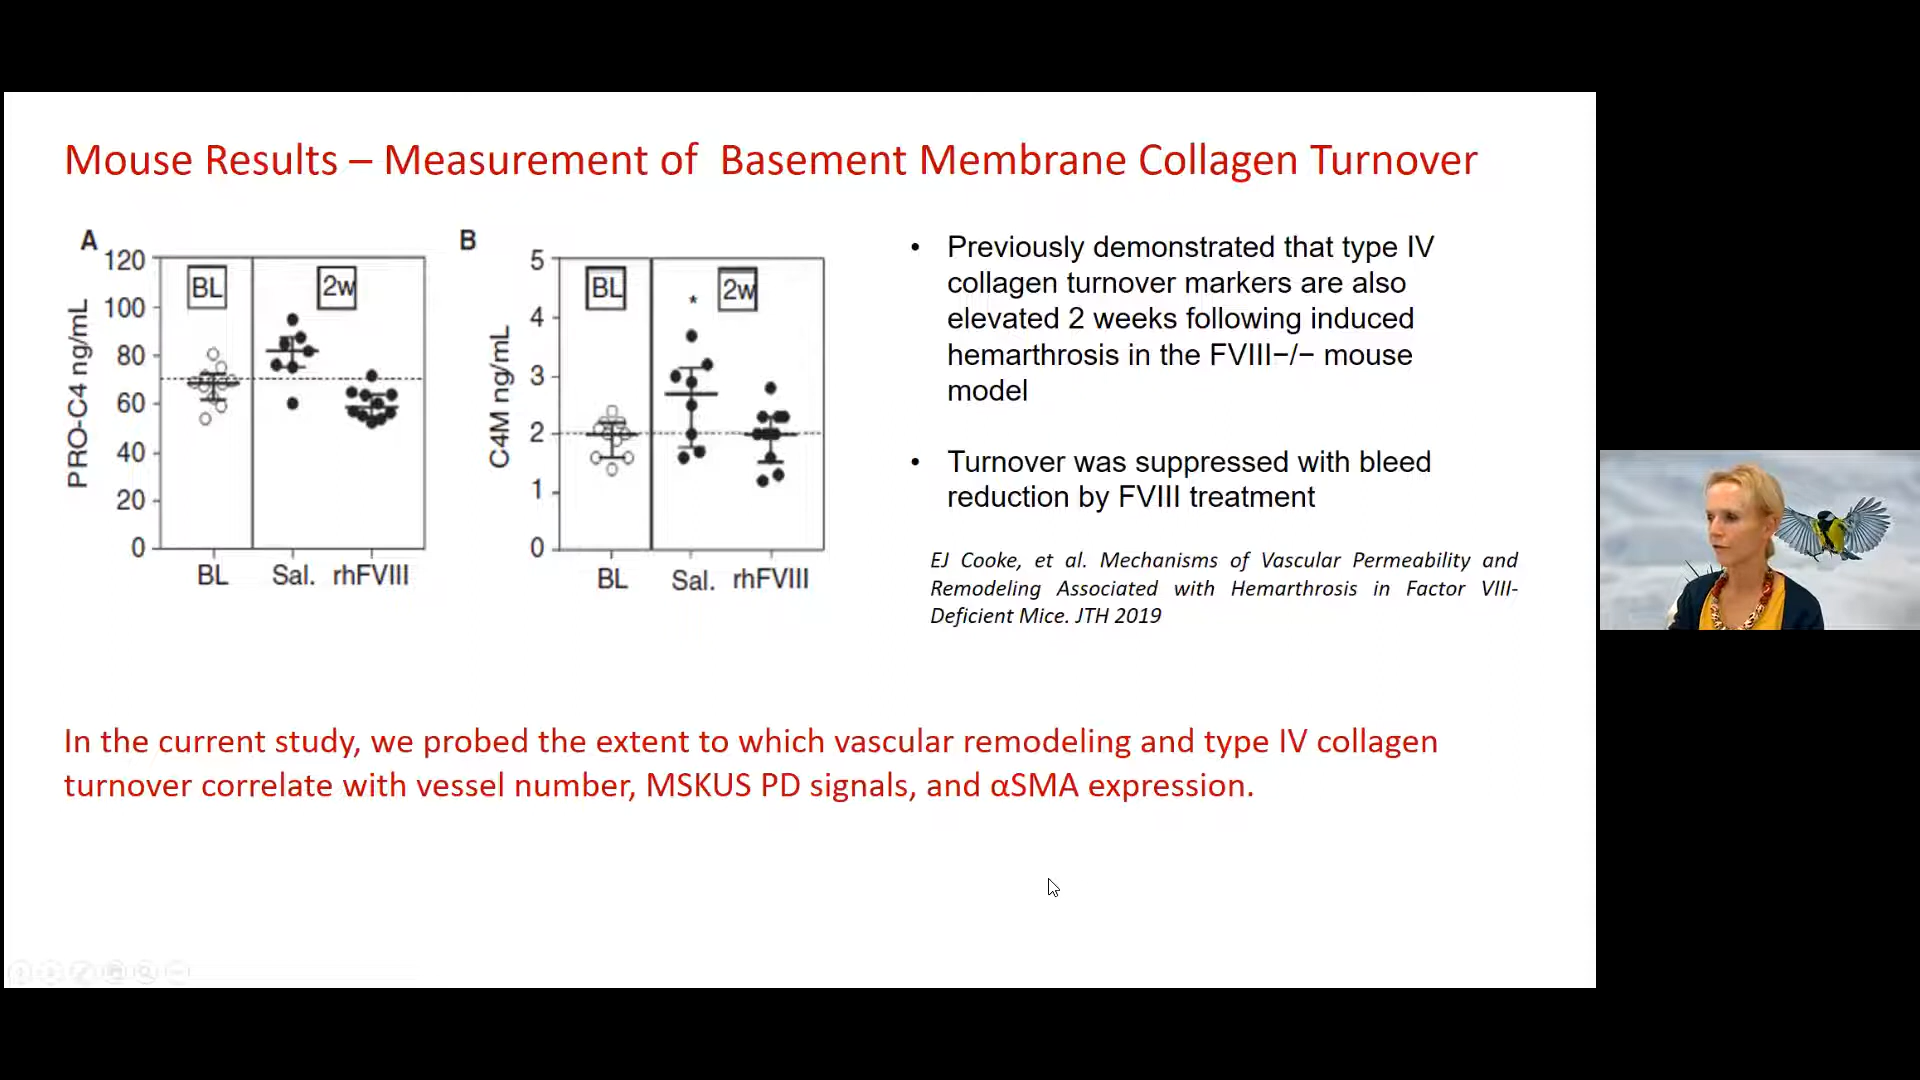 Mouse Results – Measurement of  Basement Membrane Collagen Turnover
A
PRO-C4 ng/mL
120
100
80
60
40
20
0
BL
2w
BL
Sal.
rhFVIII
B
C4M ng/mL
5
4
3
2
1
0
BL
*
2w
BL
Sal.
rhFVIII
• Previously demonstrated that type IV
collagen turnover markers are also
elevated 2 weeks following induced
hemarthrosis in the FVIII−/− mouse
model
• Turnover was suppressed with bleed
reduction by FVIII treatment
EJ Cooke, et al. Mechanisms of Vascular Permeability and
Remodeling Associated with Hemarthrosis in Factor VIII-
Deficient Mice. JTH 2019
In the current study, we probed the extent to which vascular remodeling and type IV collagen
turnover correlate with vessel number, MSKUS PD signals, and αSMA expression.